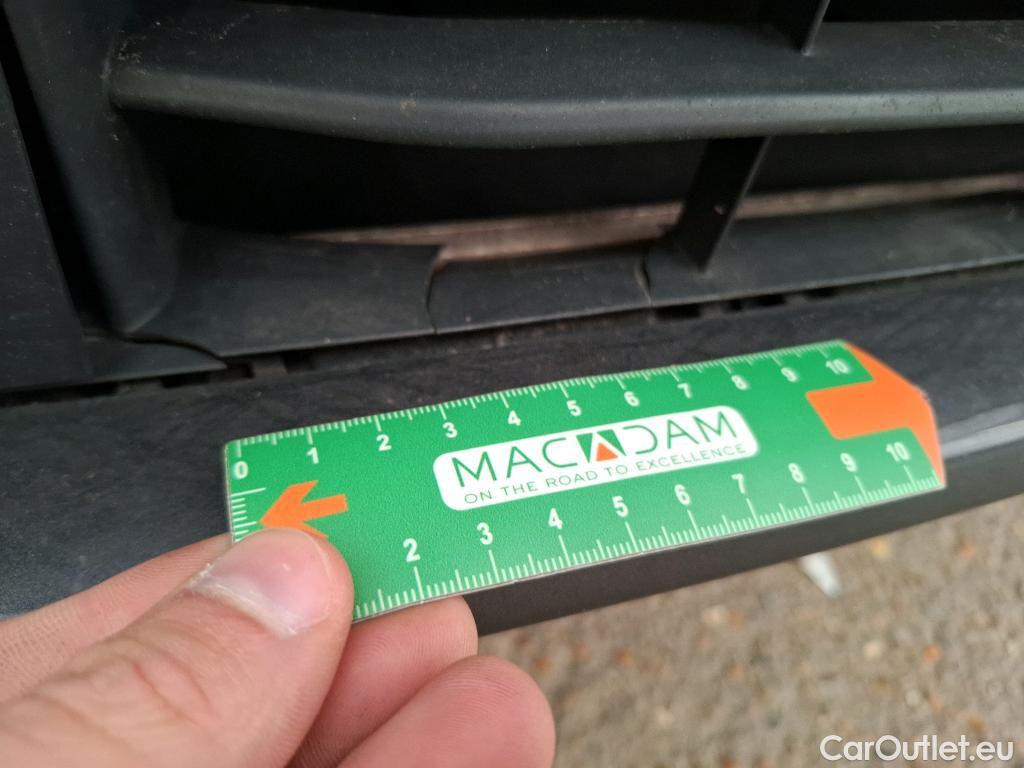 0 1 2 3 4 5 6 7 8 9 10
MACADAM
ON THE ROAD TO EXCELLENCE
2 3 4 5 6 7 8 9 10
CarOutlet.eu